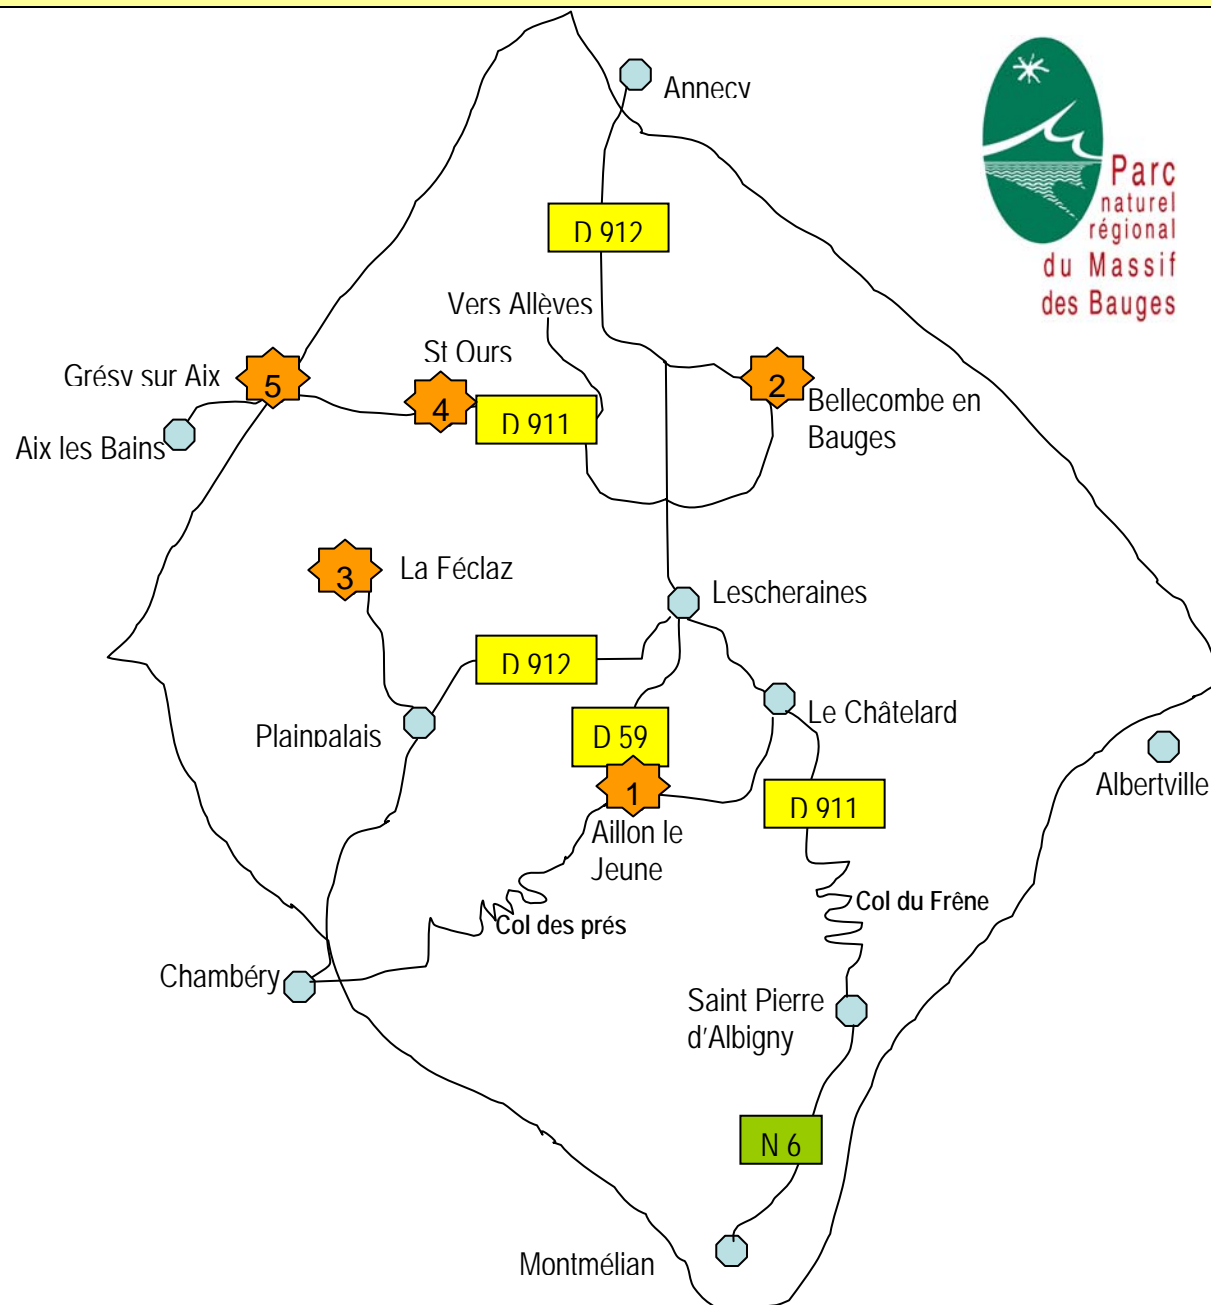 Annecy
Parc
naturel
régional
du Massif
des Bauges
D 912
Vers Allèves
St Ours
Grésy sur Aix
5
4
2
D 911
Bellecombe en
Bauges
Aix les Bains
3
La Féclaz
Lescheraines
D 912
Le Châtelard
Plainpalais
D 59
Albertville
1
D 911
Aillon le
Jeune
Col du Frêne
Col des prés
Chambéry
Saint Pierre
d'Albigny
N 6
Montmélian